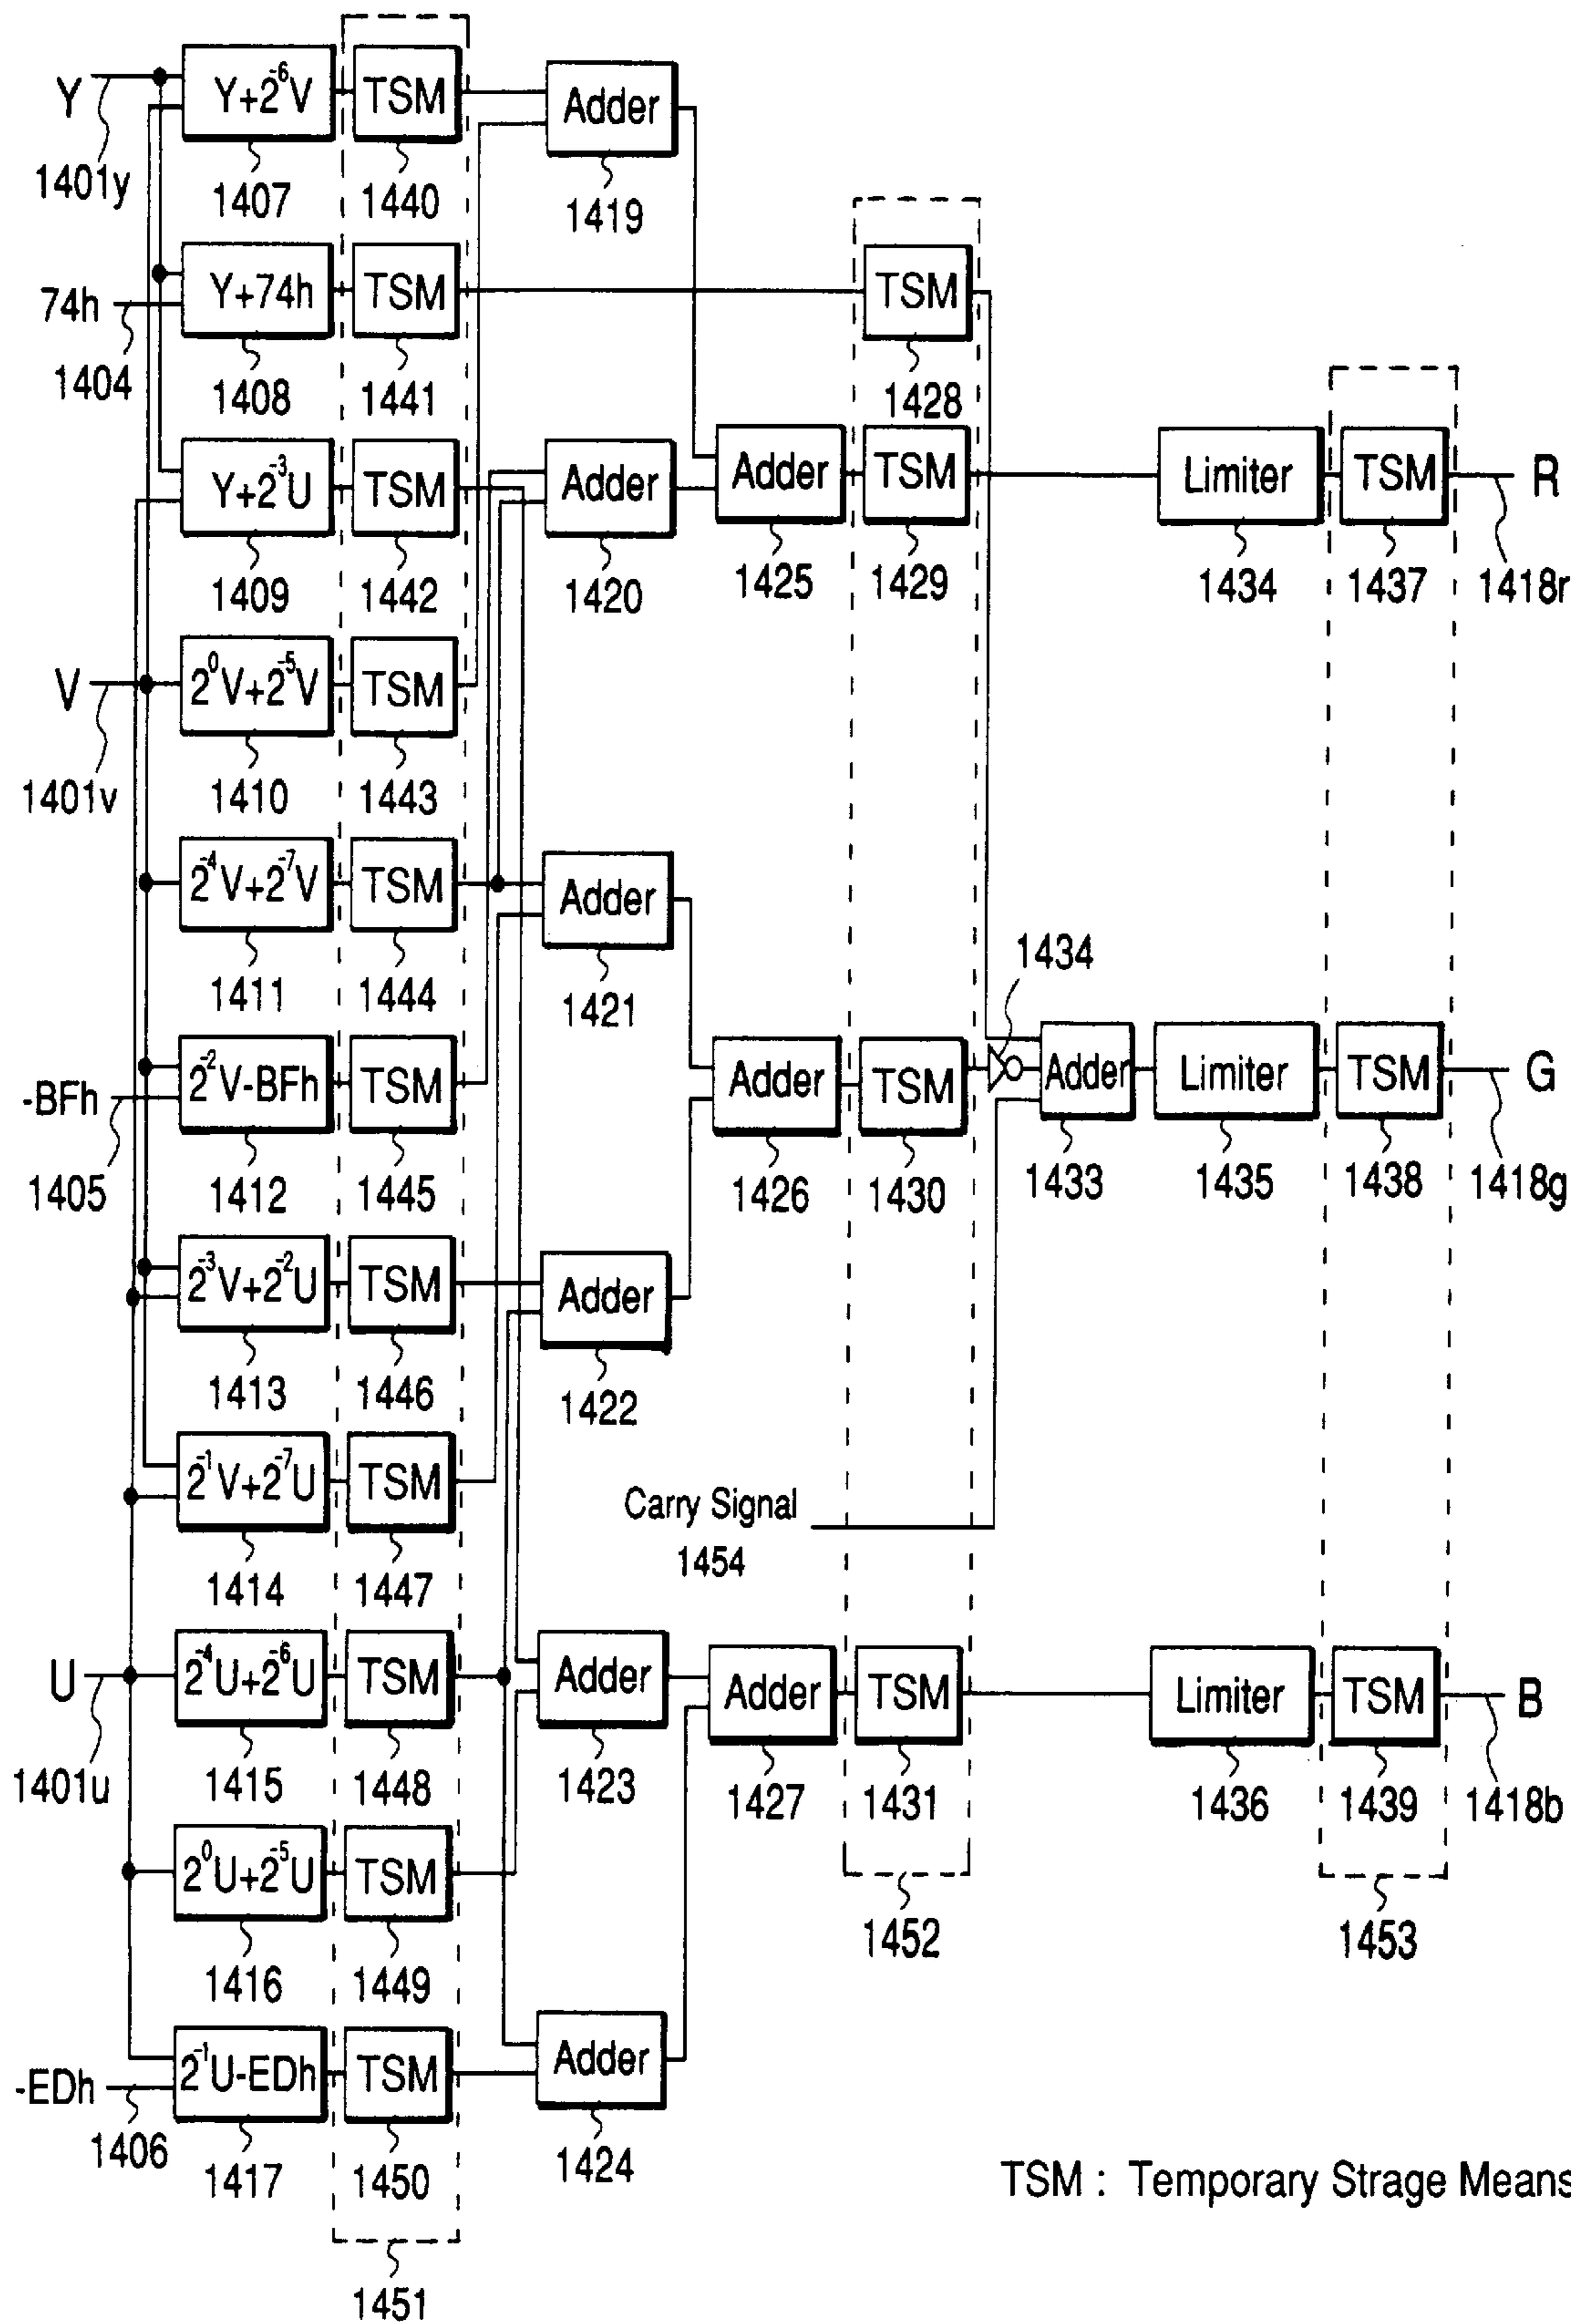 Y
1401y
Y+2⁻⁶V
1407
TSM
1440
Adder
1419
74h
1404
Y+74h
1408
TSM
1441
TSM
1428
Y+2⁻³U
1409
TSM
1442
Adder
1420
Adder
1425
TSM
1429
Limiter
1434
TSM
1437
R
1418r
V
1401v
2⁰V+2⁻⁵V
1410
TSM
1443
2⁻⁴V+2⁻⁷V
1411
TSM
1444
Adder
1421
1434
-BFh
1405
2⁻²V-BFh
1412
TSM
1445
Adder
1426
TSM
1430
Adder
1433
Limiter
1435
TSM
1438
G
1418g
2⁻³V+2⁻²U
1413
TSM
1446
Adder
1422
2⁻¹V+2⁻⁷U
1414
TSM
1447
Carry Signal
1454
U
1401u
2⁻⁴U+2⁻⁶U
1415
TSM
1448
Adder
1423
Adder
1427
TSM
1431
Limiter
1436
TSM
1439
B
1418b
2⁰U+2⁻⁵U
1416
TSM
1449
1452
1453
-EDh
1406
2⁻¹U-EDh
1417
TSM
1450
Adder
1424
1451
TSM : Temporary Strage Means